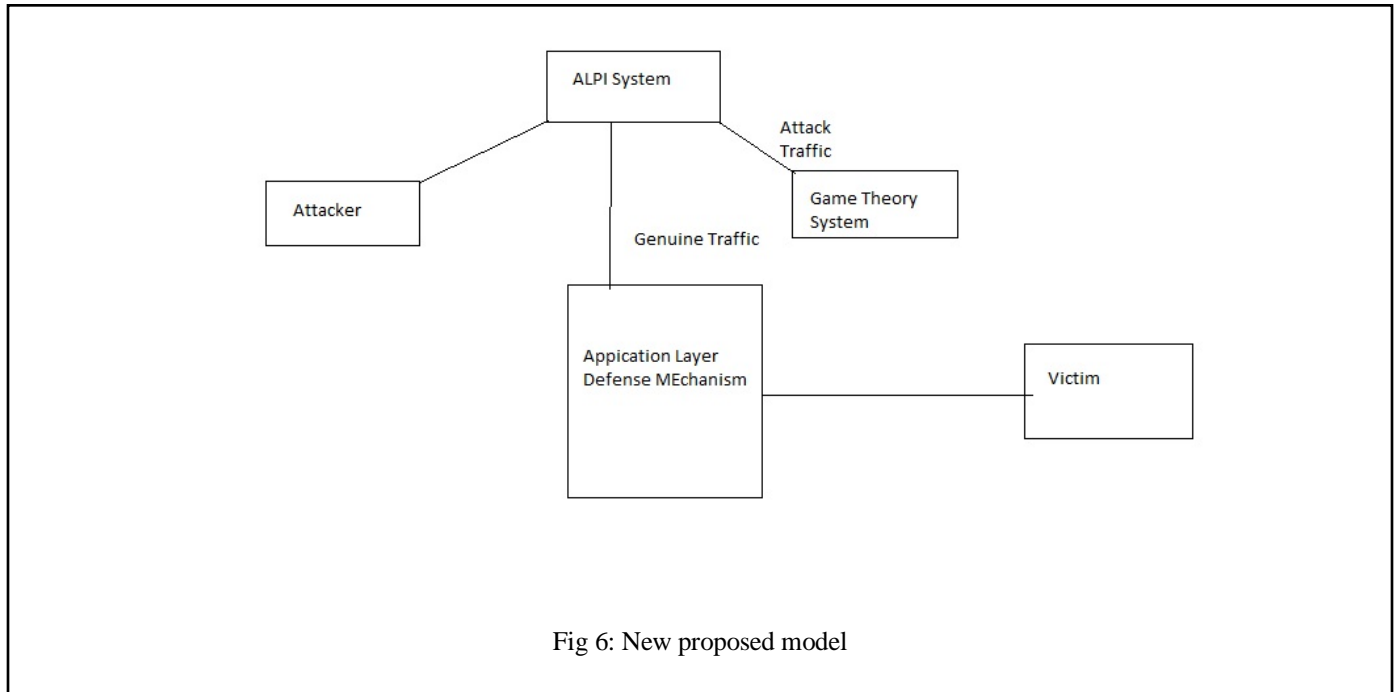 ALPI System
Attack
Traffic
Attacker
Game Theory
System
Genuine Traffic
Appication Layer
Defense MEchanism
Victim
Fig 6: New proposed model